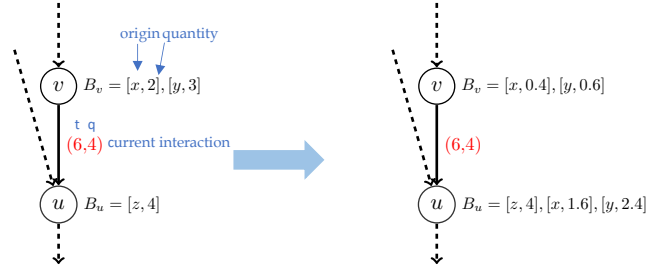 origin quantity
v B_v = [x, 2], [y, 3]
t q
(6,4) current interaction
u B_u = [z, 4]
v B_v = [x, 0.4], [y, 0.6]
(6,4)
u B_u = [z, 4], [x, 1.6], [y, 2.4]